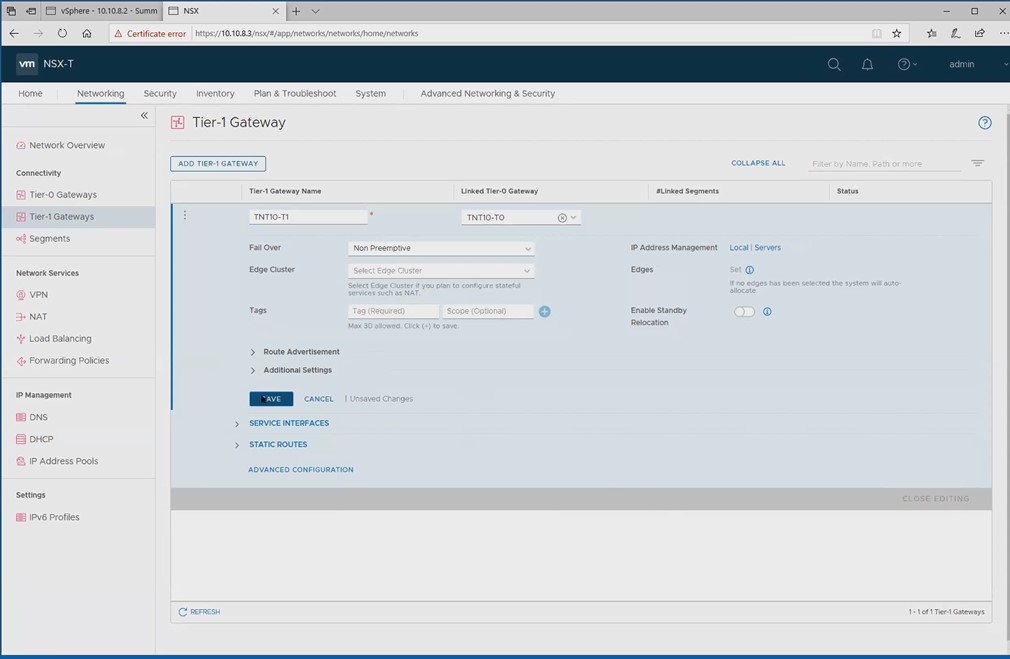 vSphere - 10.10.8.2 - Summ
NSX
Certificate error
https://10.10.8.3/nsx/#/app/networks/networks/home/networks
vm NSX-T
admin
Home
Networking
Security
Inventory
Plan & Troubleshoot
System
Advanced Networking & Security
Network Overview
Connectivity
Tier-0 Gateways
Tier-1 Gateways
Segments
Network Services
VPN
NAT
Load Balancing
Forwarding Policies
IP Management
DNS
DHCP
IP Address Pools
Settings
IPv6 Profiles
Tier-1 Gateway
ADD TIER-1 GATEWAY
COLLAPSE ALL
Filter by Name, Path or more
Tier-1 Gateway Name
Linked Tier-0 Gateway
#Linked Segments
Status
TNT10-T1 *
TNT10-T0
Fail Over
Non Preemptive
IP Address Management
Local | Servers
Edge Cluster
Select Edge Cluster
Select Edge Cluster if you plan to configure stateful
services such as NAT.
Edges
Set
If no edges has been selected the system will auto-
allocate
Tags
Tag (Required)
Scope (Optional)
Max 30 allowed. Click (+) to save.
Enable Standby
Relocation
Route Advertisement
Additional Settings
SAVE
CANCEL
| Unsaved Changes
SERVICE INTERFACES
STATIC ROUTES
ADVANCED CONFIGURATION
CLOSE EDITING
REFRESH
1 - 1 of 1 Tier-1 Gateways